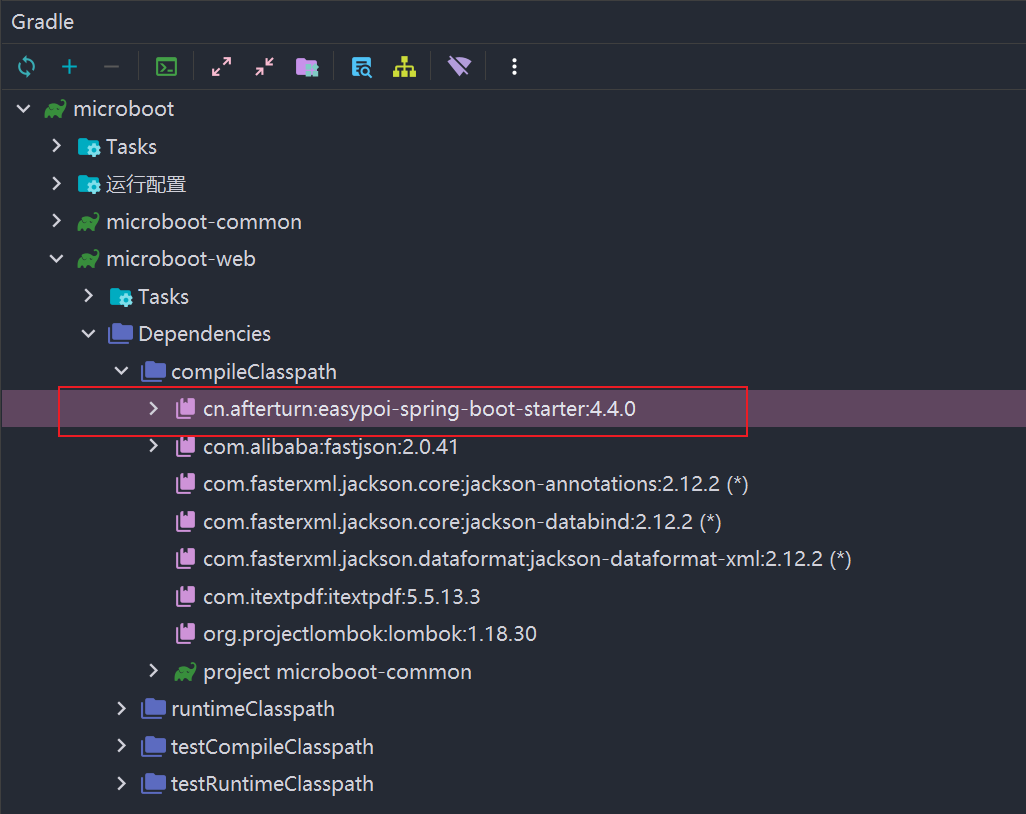 Gradle
microboot
Tasks
运行配置
microboot-common
microboot-web
Tasks
Dependencies
compileClasspath
cn.afterturn:easypoi-spring-boot-starter:4.4.0
com.alibaba:fastjson:2.0.41
com.fasterxml.jackson.core:jackson-annotations:2.12.2 (*)
com.fasterxml.jackson.core:jackson-databind:2.12.2 (*)
com.fasterxml.jackson.dataformat:jackson-dataformat-xml:2.12.2 (*)
com.itextpdf:itextpdf:5.5.13.3
org.projectlombok:lombok:1.18.30
project microboot-common
runtimeClasspath
testCompileClasspath
testRuntimeClasspath